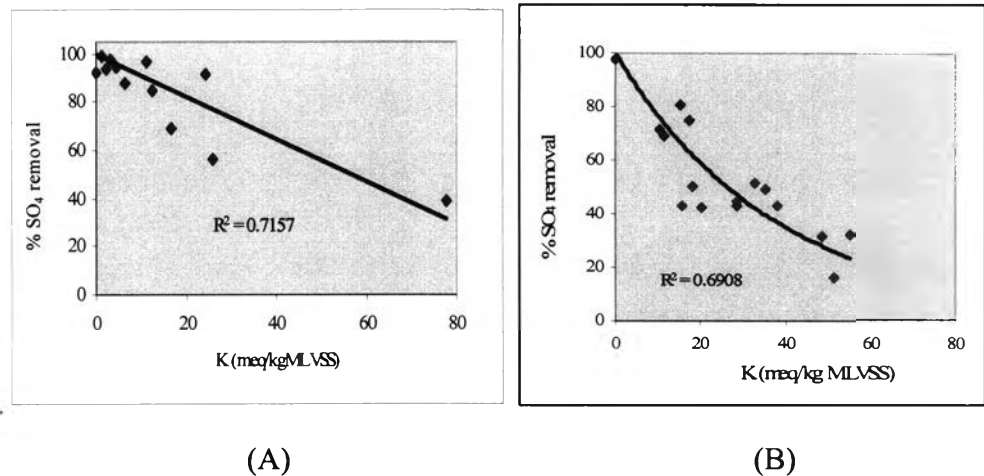 100
80
60
40
20
0
% SO₄ removal
R² = 0.7157
0 20 40 60 80
K (meq/kgMLVSS)
(A)
100
80
60
40
20
0
% SO₄ removal
R² = 0.6908
0 20 40 60 80
K (meq/kg MLVSS)
(B)